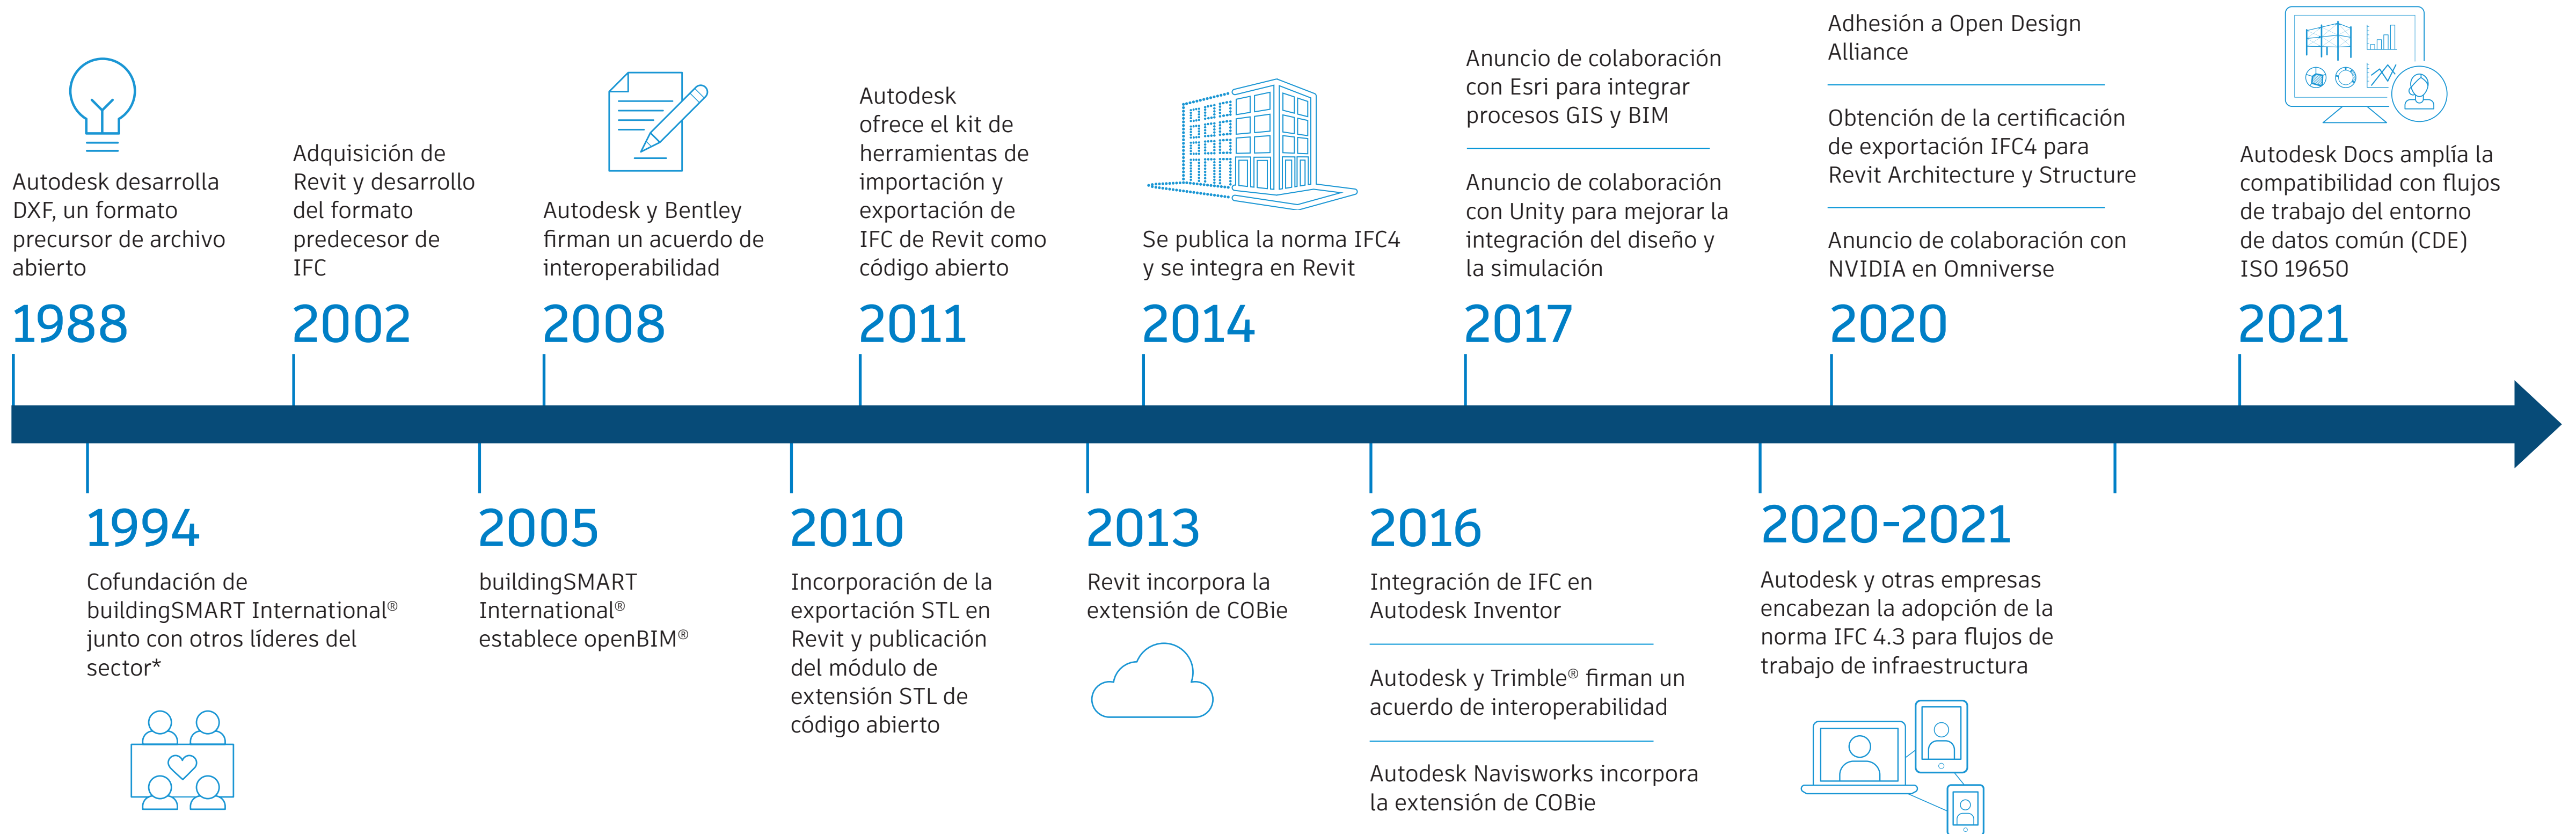 Autodesk desarrolla
DXF, un formato
precursor de archivo
abierto
1988
Adquisición de
Revit y desarrollo
del formato
predecesor de
IFC
2002
Autodesk y Bentley
firman un acuerdo de
interoperabilidad
2008
Autodesk
ofrece el kit de
herramientas de
importación y
exportación de
IFC de Revit como
código abierto
2011
Se publica la norma IFC4
y se integra en Revit
2014
Anuncio de colaboración
con Esri para integrar
procesos GIS y BIM
Anuncio de colaboración
con Unity para mejorar la
integración del diseño y
la simulación
2017
Adhesión a Open Design
Alliance
Obtención de la certificación
de exportación IFC4 para
Revit Architecture y Structure
Anuncio de colaboración con
NVIDIA en Omniverse
2020
Autodesk Docs amplía la
compatibilidad con flujos
de trabajo del entorno
de datos común (CDE)
ISO 19650
2021
1994
Cofundación de
buildingSMART International®
junto con otros líderes del
sector*
2005
buildingSMART
International®
establece openBIM®
2010
Incorporación de la
exportación STL en
Revit y publicación
del módulo de
extensión STL de
código abierto
2013
Revit incorpora la
extensión de COBie
2016
Integración de IFC en
Autodesk Inventor
Autodesk y Trimble® firman un
acuerdo de interoperabilidad
Autodesk Navisworks incorpora
la extensión de COBie
2020-2021
Autodesk y otras empresas
encabezan la adopción de la
norma IFC 4.3 para flujos de
trabajo de infraestructura